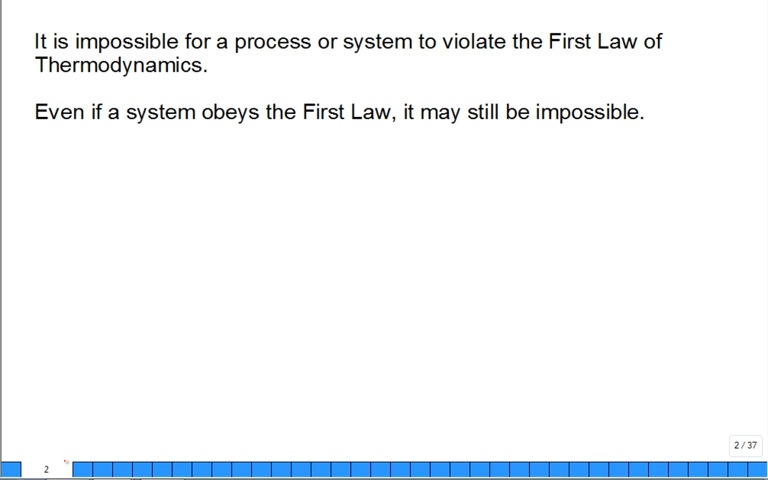 It is impossible for a process or system to violate the First Law of
Thermodynamics.
Even if a system obeys the First Law, it may still be impossible.
2 / 37
2